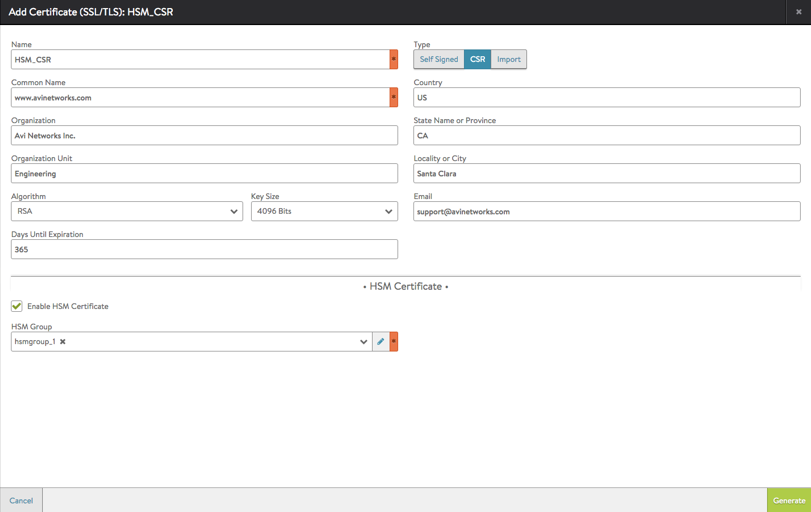 Add Certificate (SSL/TLS): HSM_CSR
Name
HSM_CSR
Type
Self Signed CSR Import
Common Name
www.avinetworks.com
Country
US
Organization
Avi Networks Inc.
State Name or Province
CA
Organization Unit
Engineering
Locality or City
Santa Clara
Algorithm
RSA
Key Size
4096 Bits
Email
support@avinetworks.com
Days Until Expiration
365
• HSM Certificate •
Enable HSM Certificate
HSM Group
hsmgroup_1
Cancel
Generate